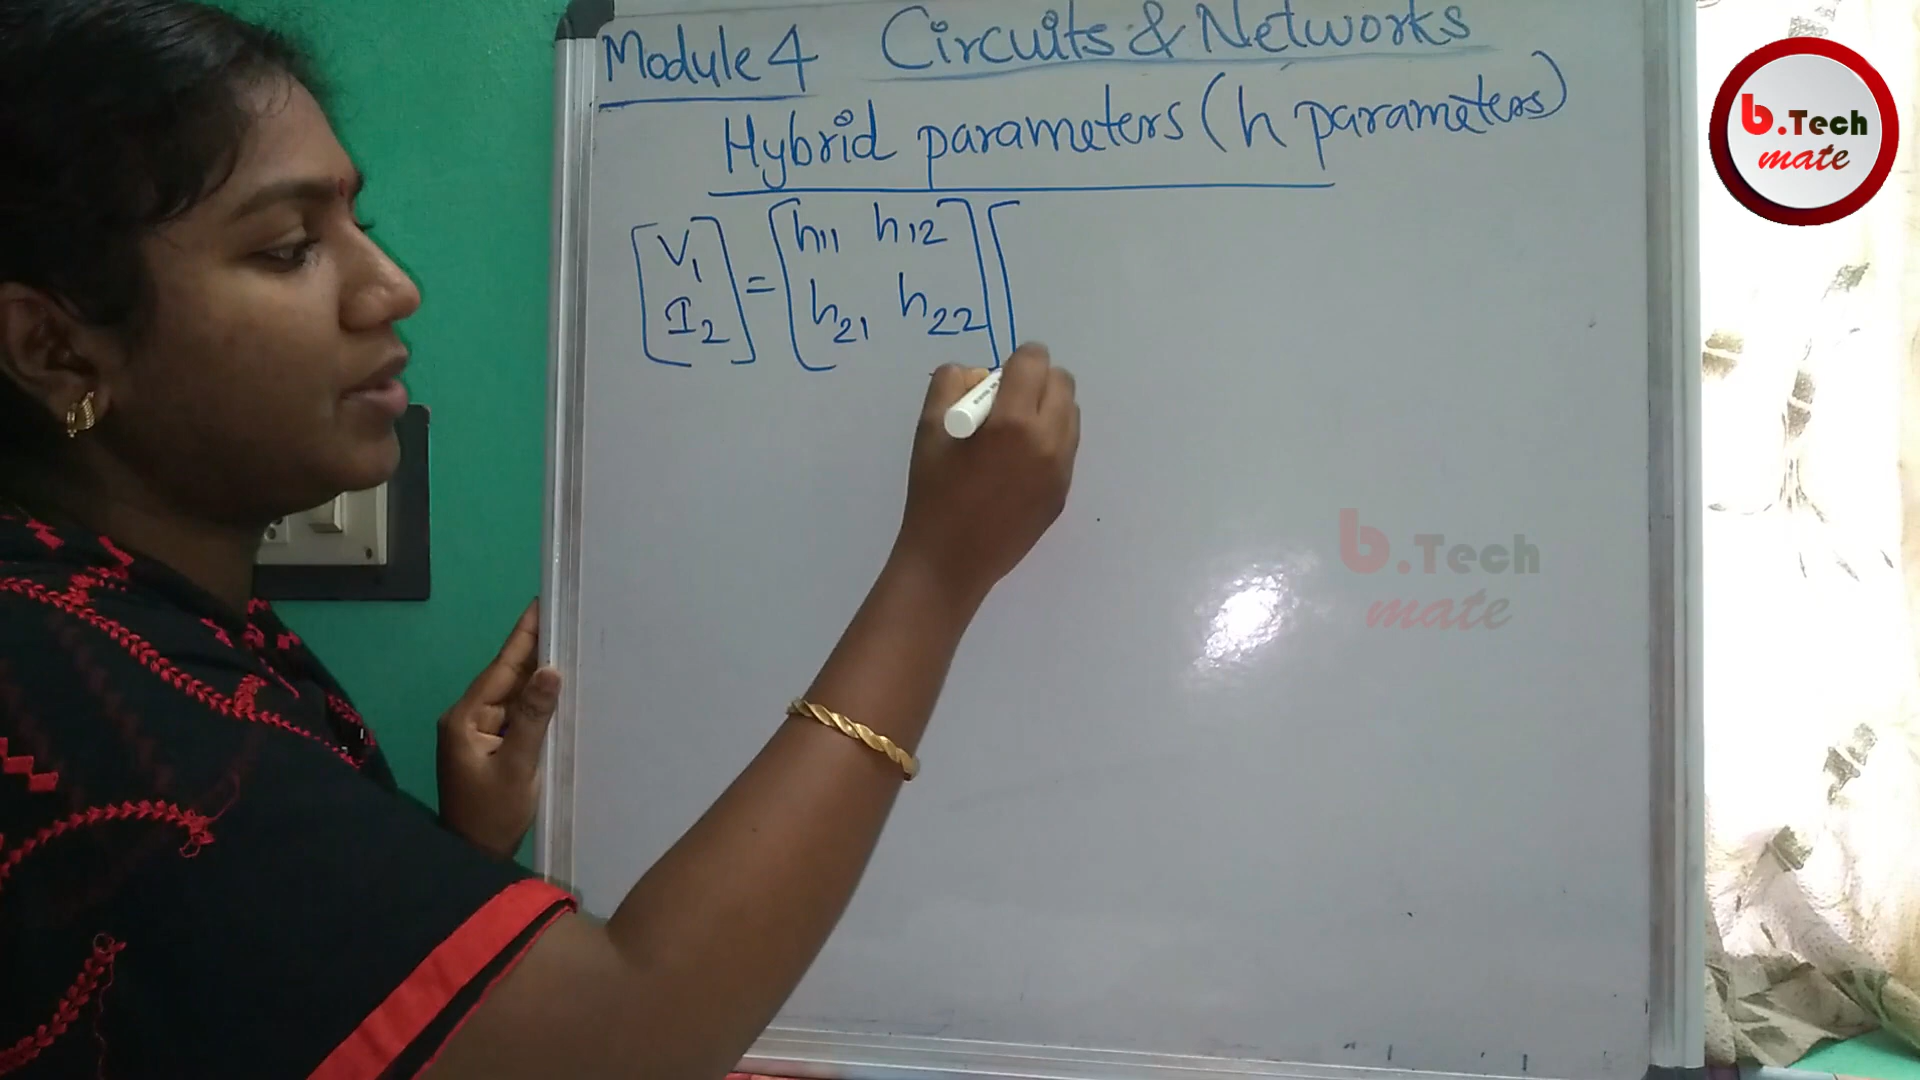 Module 4 Circuits & Networks
Hybrid parameters (h parameters)
[V1 I2] = [h11 h12 h21 h22] [
b.Tech
mate
b.Tech
mate